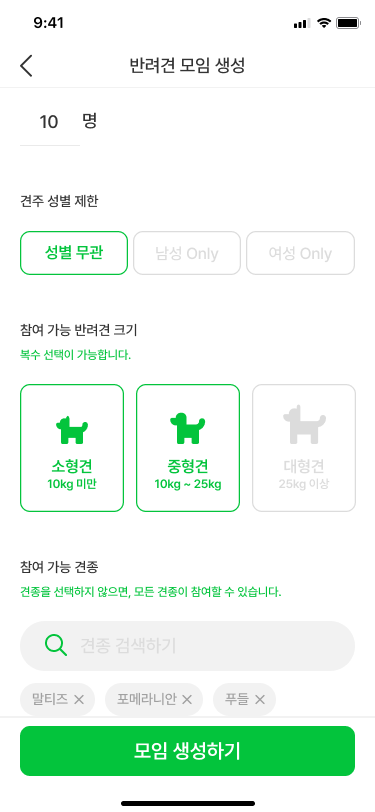 9:41
반려견 모임 생성
10 명
견주 성별 제한
성별 무관 남성 Only 여성 Only
참여 가능 반려견 크기
복수 선택이 가능합니다.
소형견 중형견 대형견
10kg 미만 10kg ~ 25kg 25kg 이상
참여 가능 견종
견종을 선택하지 않으면, 모든 견종이 참여할 수 있습니다.
견종 검색하기
말티즈 포메라니안 푸들
모임 생성하기